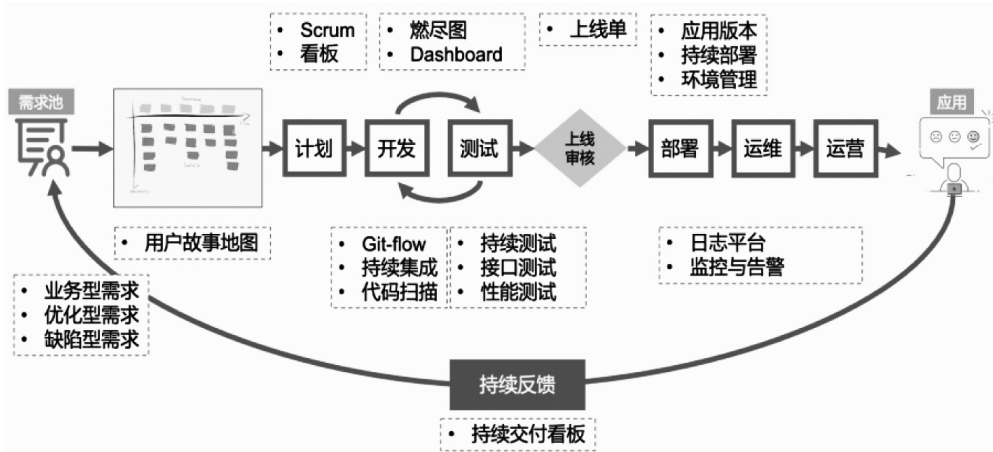 • Scrum
• 看板
• 燃尽图
• Dashboard
• 上线单
• 应用版本
• 持续部署
• 环境管理
需求池
计划
开发
测试
上线
审核
部署
运维
运营
应用
• 用户故事地图
• Git-flow
• 持续集成
• 代码扫描
• 持续测试
• 接口测试
• 性能测试
• 日志平台
• 监控与告警
• 业务型需求
• 优化型需求
• 缺陷型需求
持续反馈
• 持续交付看板